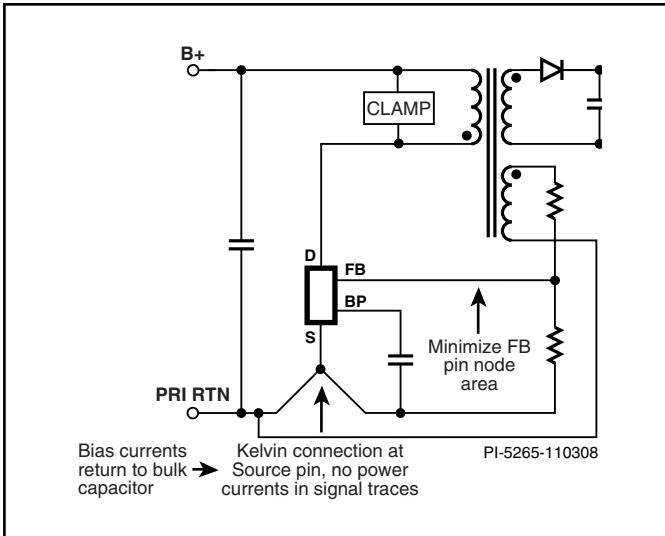 B+
CLAMP
D
FB
BP
S
Minimize FB
pin node
area
PRI RTN
Bias currents
return to bulk
capacitor
Kelvin connection at
Source pin, no power
currents in signal traces
PI-5265-110308